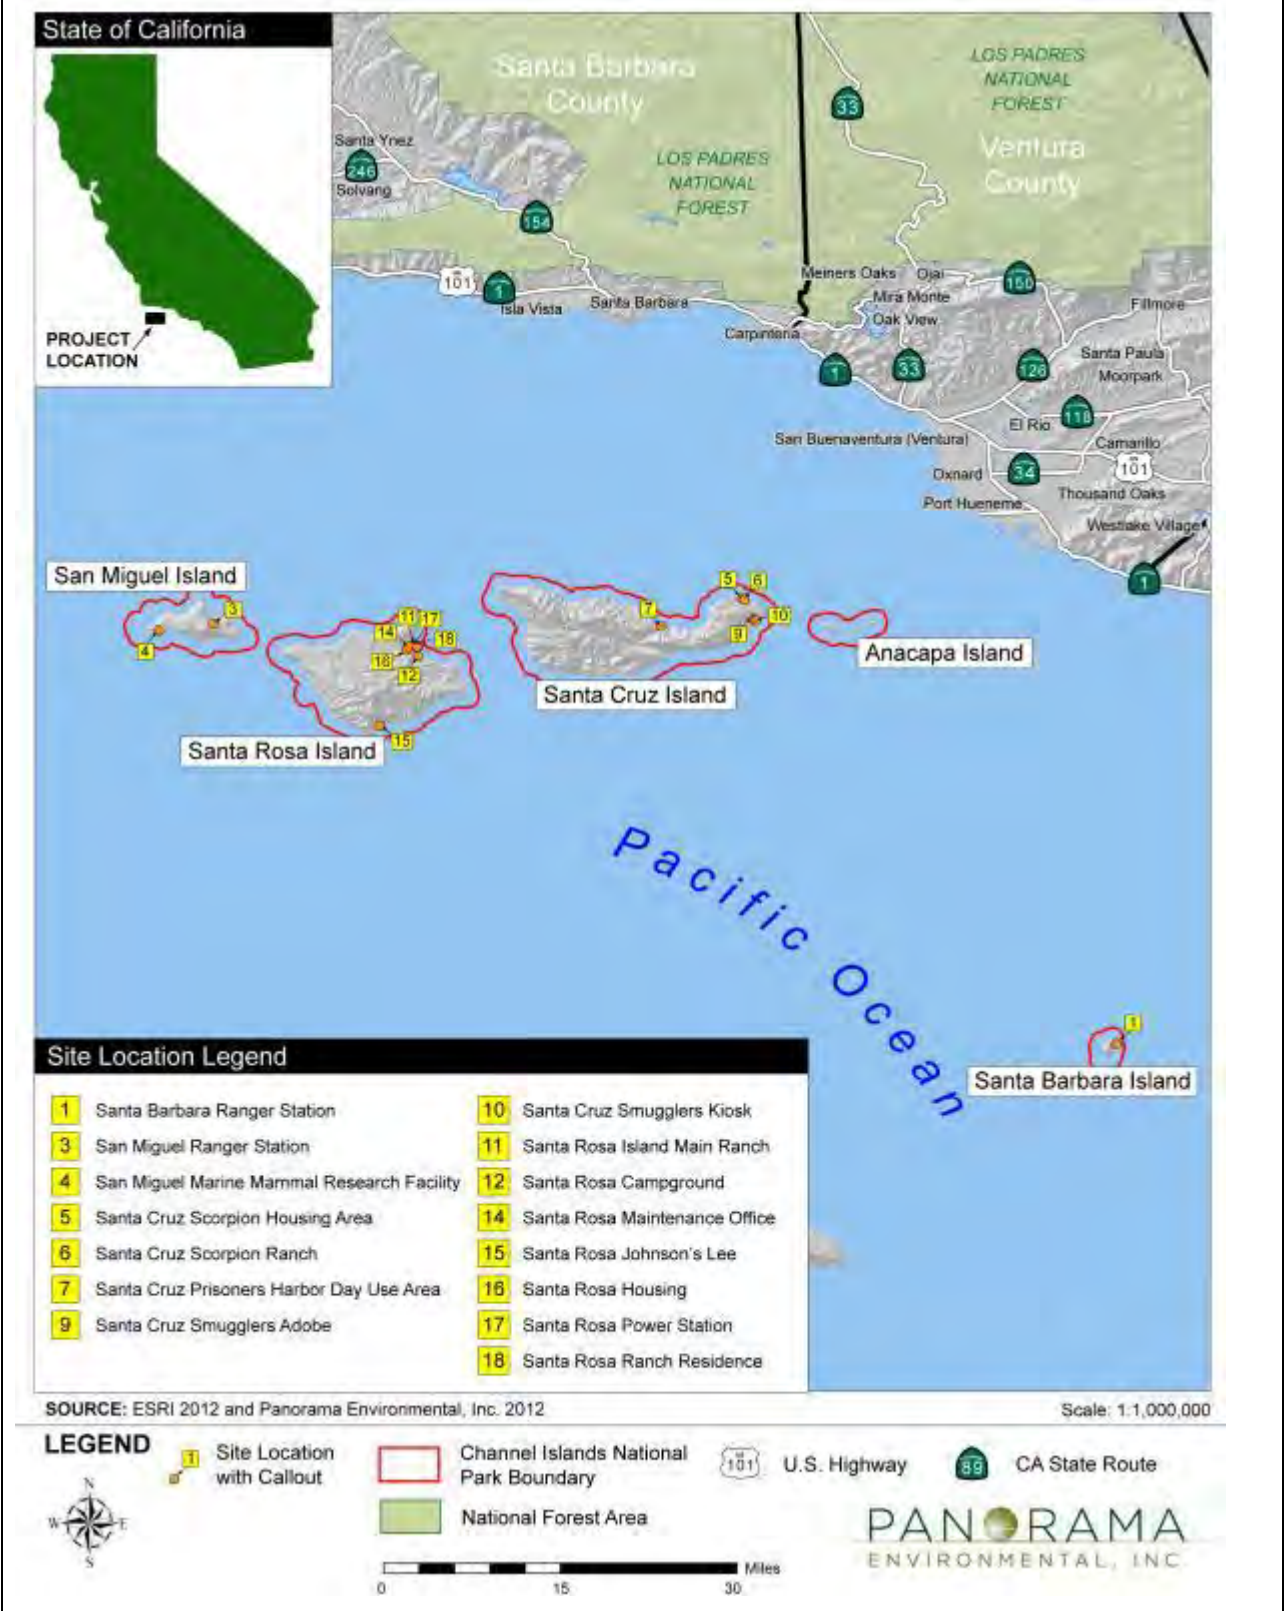 State of California
PROJECT
LOCATION
Santa Barbara
County
LOS PADRES
NATIONAL
FOREST
Ventura
County
LOS PADRES
NATIONAL
FOREST
33
Santa Ynez
246
Solvang
154
US
101
1
Isla Vista
Santa Barbara
Meiners Oaks
Ojai
150
Mira Monte
Oak View
Fillmore
Carpinteria
1
33
126
Santa Paula
Moorpark
118
El Rio
San Buenaventura (Ventura)
Camarillo
Oxnard
34
US
101
Port Hueneme
Thousand Oaks
Westlake Village
1
San Miguel Island
3
4
11
17
14
18
16
12
15
Santa Rosa Island
5
6
7
10
9
Santa Cruz Island
Anacapa Island
Pacific Ocean
1
Santa Barbara Island
Site Location Legend
1 Santa Barbara Ranger Station
3 San Miguel Ranger Station
4 San Miguel Marine Mammal Research Facility
5 Santa Cruz Scorpion Housing Area
6 Santa Cruz Scorpion Ranch
7 Santa Cruz Prisoners Harbor Day Use Area
9 Santa Cruz Smugglers Adobe
10 Santa Cruz Smugglers Kiosk
11 Santa Rosa Island Main Ranch
12 Santa Rosa Campground
14 Santa Rosa Maintenance Office
15 Santa Rosa Johnson's Lee
16 Santa Rosa Housing
17 Santa Rosa Power Station
18 Santa Rosa Ranch Residence
SOURCE: ESRI 2012 and Panorama Environmental, Inc. 2012
Scale: 1:1,000,000
LEGEND
N
W
E
S
1
Site Location
with Callout
Channel Islands National
Park Boundary
National Forest Area
US
101
U.S. Highway
89
CA State Route
Miles
0 15 30
PANORAMA
ENVIRONMENTAL, INC.